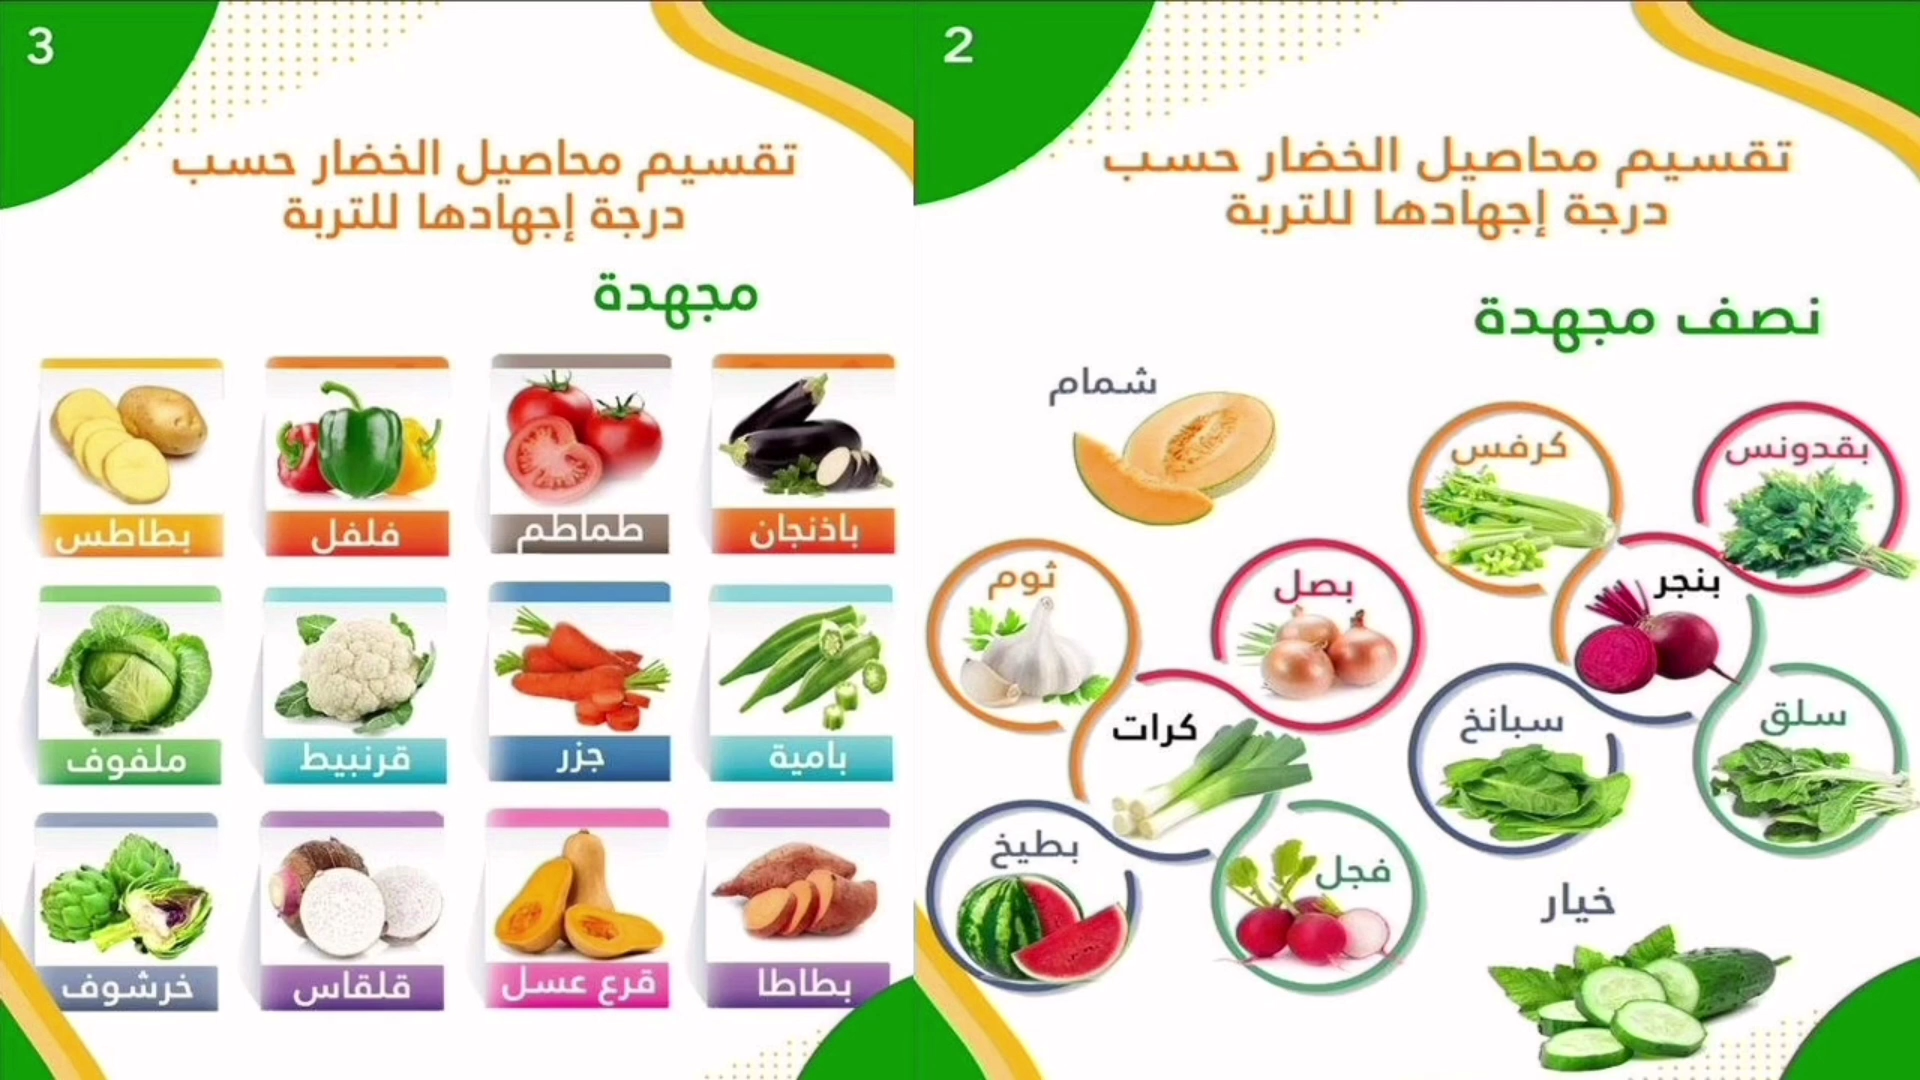 3
تقسيم محاصيل الخضار حسب
درجة إجهادها للتربة
مجهدة
باذنجان
طماطم
فلفل
بطاطس
بامية
جزر
قرنبيط
ملفوف
بطاطا
قرع عسل
قلقاس
خرشوف
2
تقسيم محاصيل الخضار حسب
درجة إجهادها للتربة
نصف مجهدة
شمام
بقدونس
كرفس
بنجر
بصل
ثوم
سلق
سبانخ
كرات
فجل
بطيخ
خيار